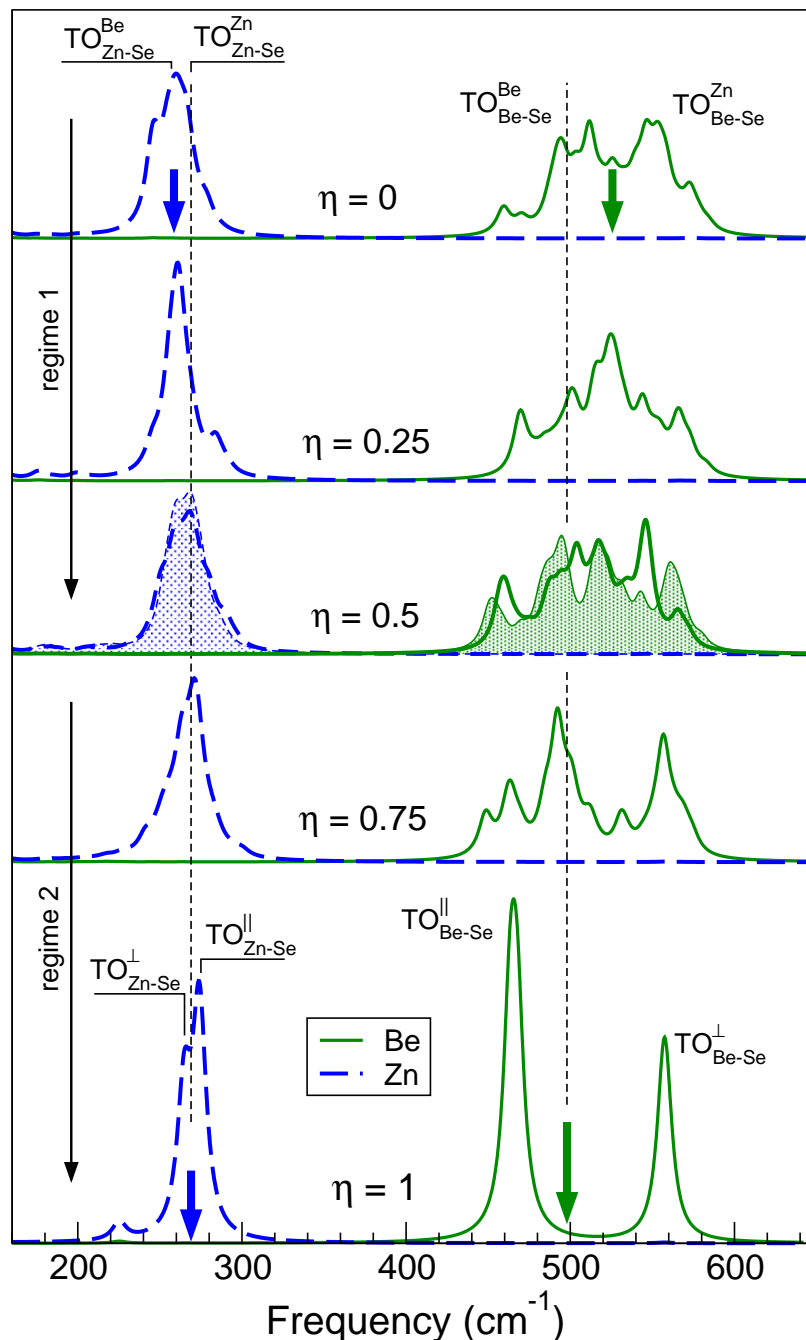 TO^Be_Zn-Se TO^Zn_Zn-Se
TO^Be_Be-Se TO^Zn_Be-Se
η = 0
regime 1
η = 0.25
η = 0.5
η = 0.75
regime 2
TO^||_Be-Se
TO^||_Zn-Se
TO^⊥_Zn-Se
Be
Zn
TO^⊥_Be-Se
η = 1
200 300 400 500 600
Frequency (cm^-1)